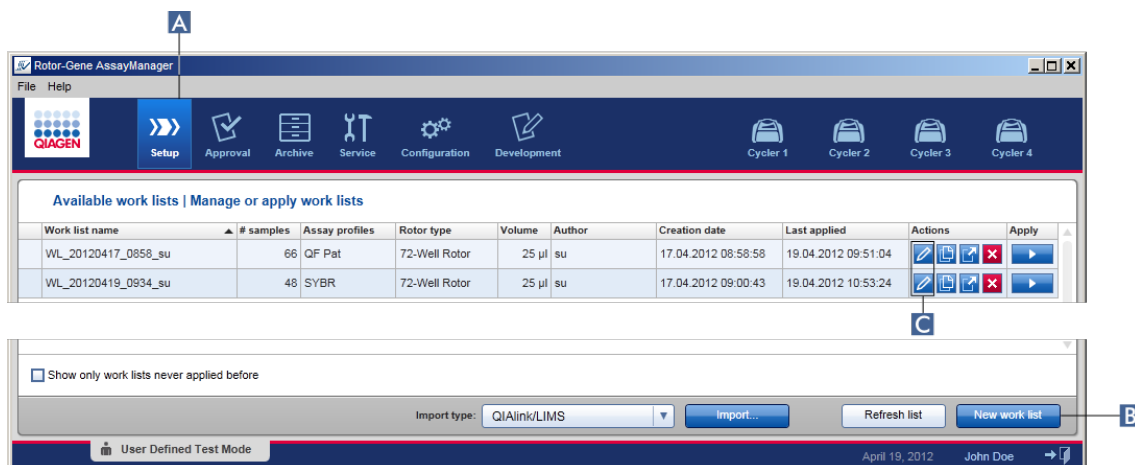 A
Rotor-Gene AssayManager
File Help
QIAGEN
Setup Approval Archive Service Configuration Development Cycler 1 Cycler 2 Cycler 3 Cycler 4
Available work lists | Manage or apply work lists
Work list name # samples Assay profiles Rotor type Volume Author Creation date Last applied Actions Apply
WL_20120417_0858_su 66 QF Pat 72-Well Rotor 25 µl su 17.04.2012 08:58:58 19.04.2012 09:51:04
WL_20120419_0934_su 48 SYBR 72-Well Rotor 25 µl su 17.04.2012 09:00:43 19.04.2012 10:53:24
C
Show only work lists never applied before
Import type: QIAlink/LIMS Import... Refresh list New work list B
User Defined Test Mode April 19, 2012 John Doe